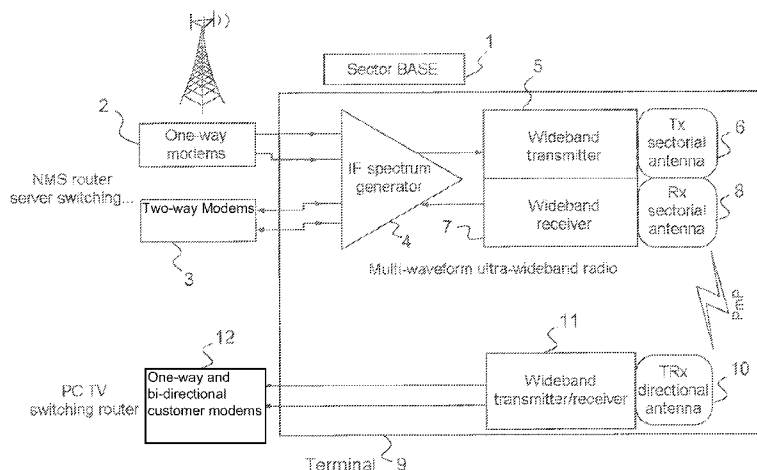 1
Sector BASE
5
2
One-way
modems
IF spectrum
generator
Wideband
transmitter
Tx
sectorial
antenna
6
NMS router
server switching...
Two-Way Modems
3
4
7
Wideband
receiver
Rx
sectorial
antenna
8
Multi-waveform ultra-wideband radio
PmP
12
11
PC TV
switching router
One-way and
bi-directional
customer modems
Wideband
transmitter/receiver
TRx
directional
antenna
10
Terminal
9